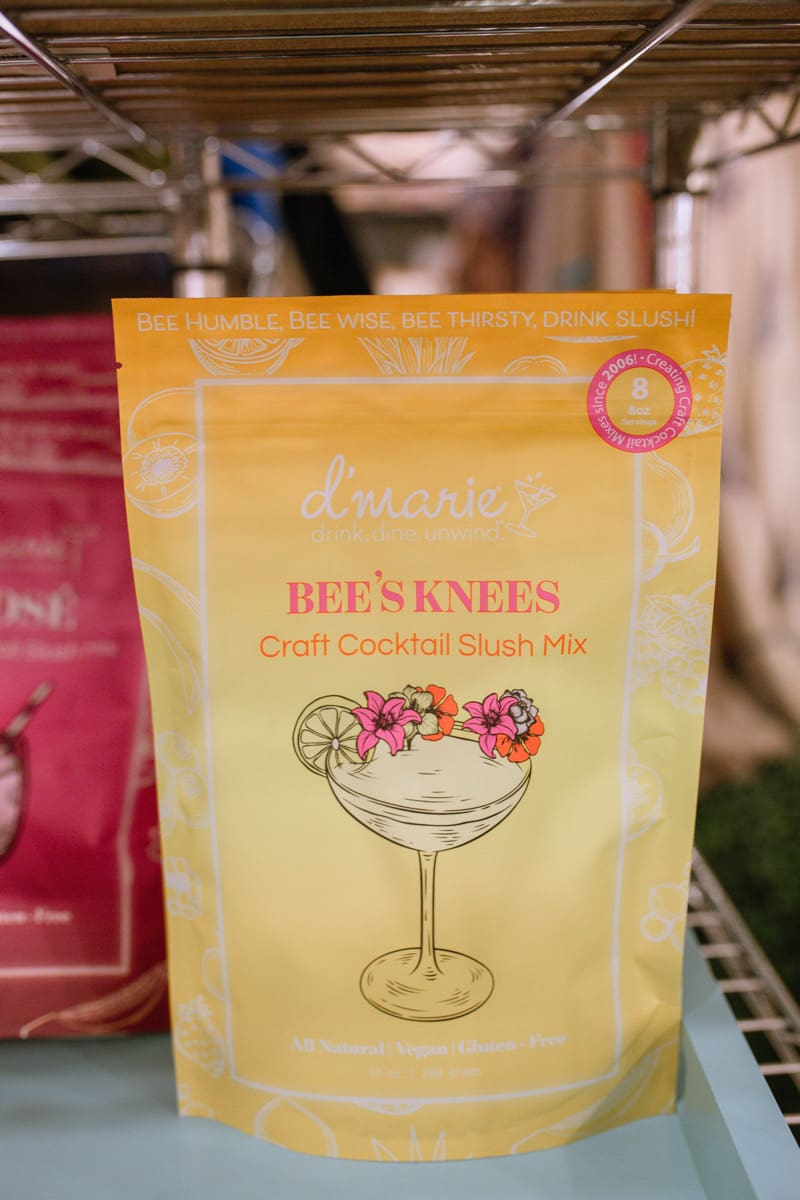 BEE HUMBLE, BEE WISE, BEE THIRSTY, DRINK SLUSH!
Creating Craft Cocktail Mixes since 2006! •
8
8oz
Servings
d'marie
drink. dine. unwind.
BEE'S KNEES
Craft Cocktail Slush Mix
All Natural | Vegan | Gluten-Free